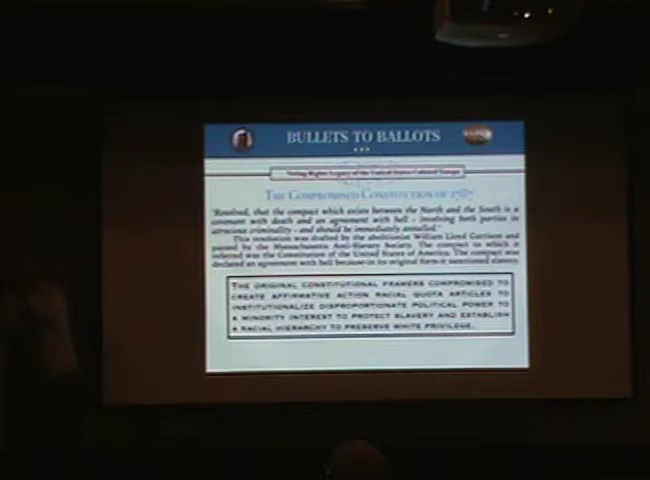 BULLETS TO BALLOTS
Voting Rights Legacy of the United States Colored Troops
THE COMPROMISED CONSTITUTION OF 1787
"Resolved, that the compact which exists between the North and the South is a
covenant with death and an agreement with hell - involving both parties in
atrocious criminality - and should be immediately annulled."
This resolution was drafted by the abolitionist William Lloyd Garrison and
passed by the Massachusetts Anti-Slavery Society. The compact to which it
referred was the Constitution of the United States of America. The compact was
declared an agreement with hell because in its original form it sanctioned slavery.
THE ORIGINAL CONSTITUTIONAL FRAMERS COMPROMISED TO
CREATE AFFIRMATIVE ACTION RACIAL QUOTA ARTICLES TO
INSTITUTIONALIZE DISPROPORTIONATE POLITICAL POWER TO
A MINORITY INTEREST TO PROTECT SLAVERY AND ESTABLISH
A RACIAL HIERARCHY TO PRESERVE WHITE PRIVILEGE.